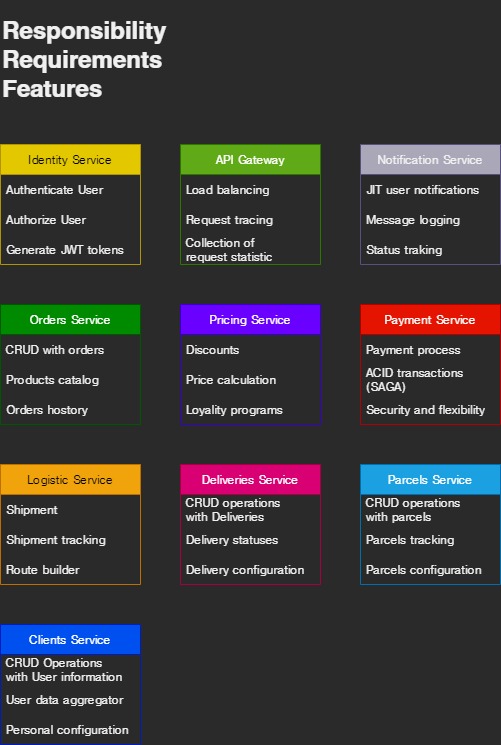 Responsibility
Requirements
Features
Identity Service
Authenticate User
Authorize User
Generate JWT tokens
API Gateway
Load balancing
Request tracing
Collection of
request statistic
Notification Service
JIT user notifications
Message logging
Status traking
Orders Service
CRUD with orders
Products catalog
Orders hostory
Pricing Service
Discounts
Price calculation
Loyality programs
Payment Service
Payment process
ACID transactions
(SAGA)
Security and flexibility
Logistic Service
Shipment
Shipment tracking
Route builder
Deliveries Service
CRUD operations
with Deliveries
Delivery statuses
Delivery configuration
Parcels Service
CRUD operations
with parcels
Parcels tracking
Parcels configuration
Clients Service
CRUD Operations
with User information
User data aggregator
Personal configuration